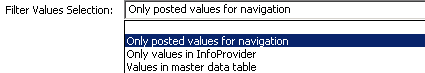 Filter Values Selection: Only posted values for navigation
Only posted values for navigation
Only values in InfoProvider
Values in master data table